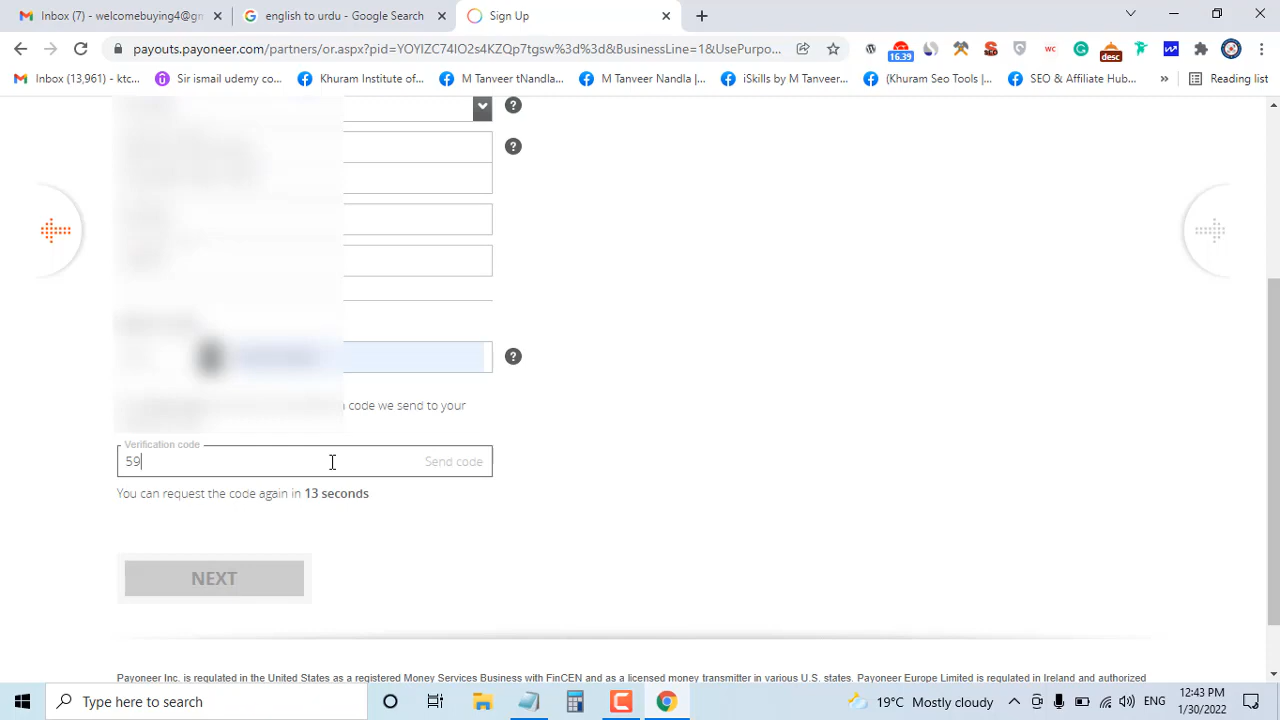 Inbox (19) - welcomebuying4@gm
english to urdu - Google Search
Sign Up
payouts.payoneer.com/partners/or.aspx?pid=YOYIZC74IO2s4KZQp7tgsw%3d%3d&BusinessLine=1&UsePurpo...
wc
16.39
desc
Inbox (13,961) - ktc...
Sir ismail udemy co...
Khuram Institute of...
M Tanveer tNandla...
M Tanveer Nandla |...
iSkills by M Tanveer...
(Khuram Seo Tools |...
SEO & Affiliate Hub...
»
Reading list
?
?
?
code we send to your
Verification code
59
Send code
You can request the code again in 13 seconds
NEXT
Payoneer Inc. is regulated in the United States as a registered Money Services Business with FinCEN and as a licensed money transmitter in various U.S. states. Payoneer Europe Limited is regulated in Ireland and authorized
Type here to search
19°C Mostly cloudy
ENG
12:43 PM
1/30/2022